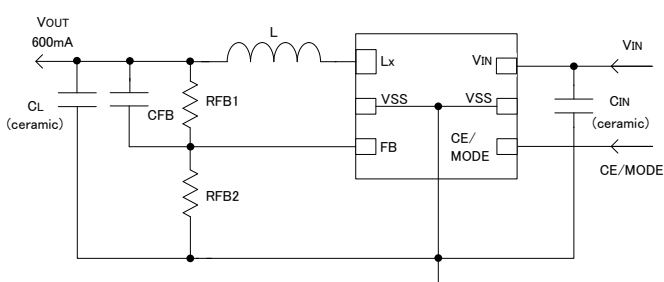 VOUT
600mA
L
Lx
VIN
VIN
CL
(ceramic)
CFB
RFB1
VSS
VSS
CIN
(ceramic)
FB
CE/
MODE
CE/MODE
RFB2